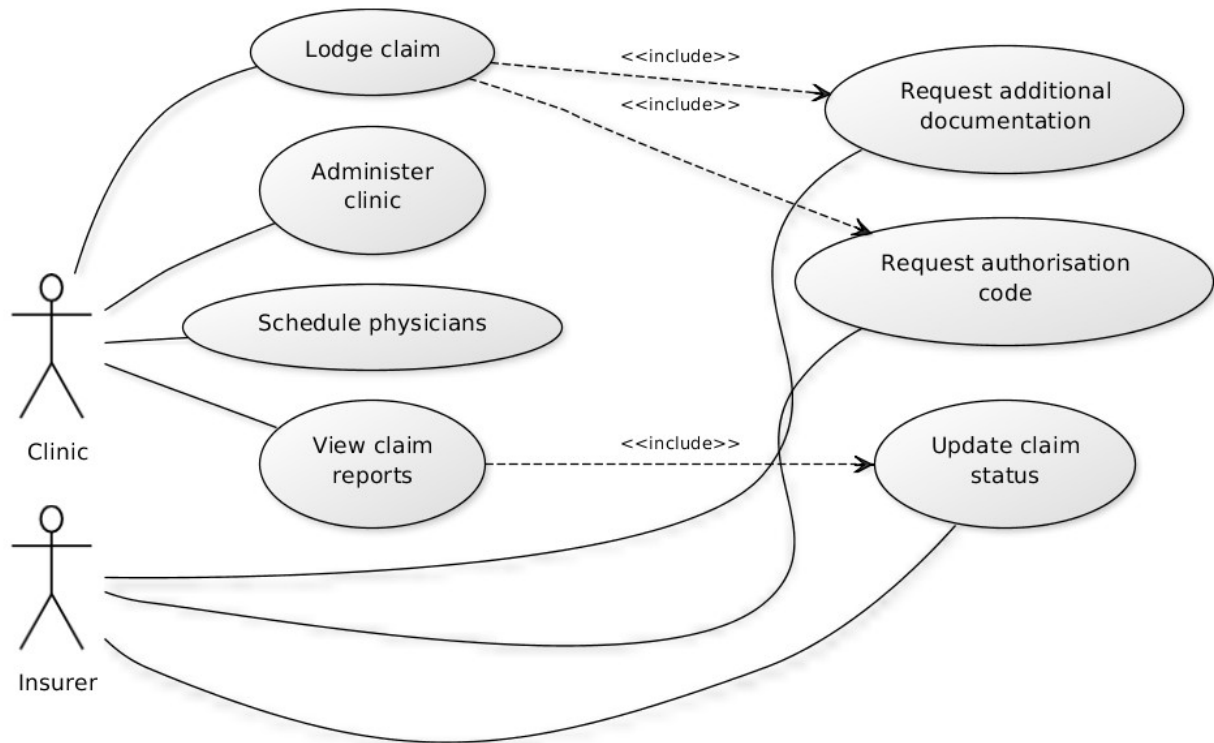 Lodge claim
<<include>>
<<include>>
Request additional
documentation
Administer
clinic
Request authorisation
code
Schedule physicians
Clinic
View claim
reports
<<include>>
Update claim
status
Insurer